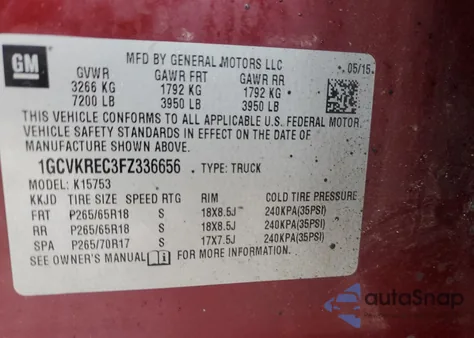 GM
MFD BY GENERAL MOTORS LLC
05/15
GVWR GAWR FRT GAWR RR
3266 KG 1792 KG 1792 KG
7200 LB 3950 LB 3950 LB
THIS VEHICLE CONFORMS TO ALL APPLICABLE U.S. FEDERAL MOTOR
VEHICLE SAFETY STANDARDS IN EFFECT ON THE DATE OF
MANUFACTURE SHOWN ABOVE.
1GCVKREC3FZ336656 TYPE: TRUCK
MODEL: K15753
KKJD TIRE SIZE SPEED RTG RIM COLD TIRE PRESSURE
FRT P265/65R18 S 18X8.5J 240KPA(35PSI)
RR P265/65R18 S 18X8.5J 240KPA(35PSI)
SPA P265/70R17 S 17X7.5J 240KPA(35PSI)
SEE OWNER'S MANUAL FOR MORE INFORMATION.
autoSnap